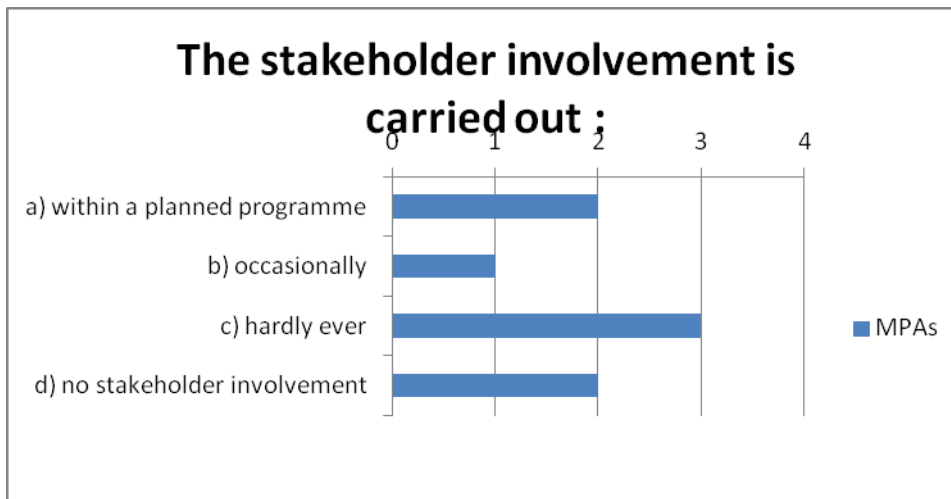 The stakeholder involvement is
carried out ;
0 1 2 3 4
a) within a planned programme
b) occasionally
c) hardly ever
d) no stakeholder involvement
MPAs